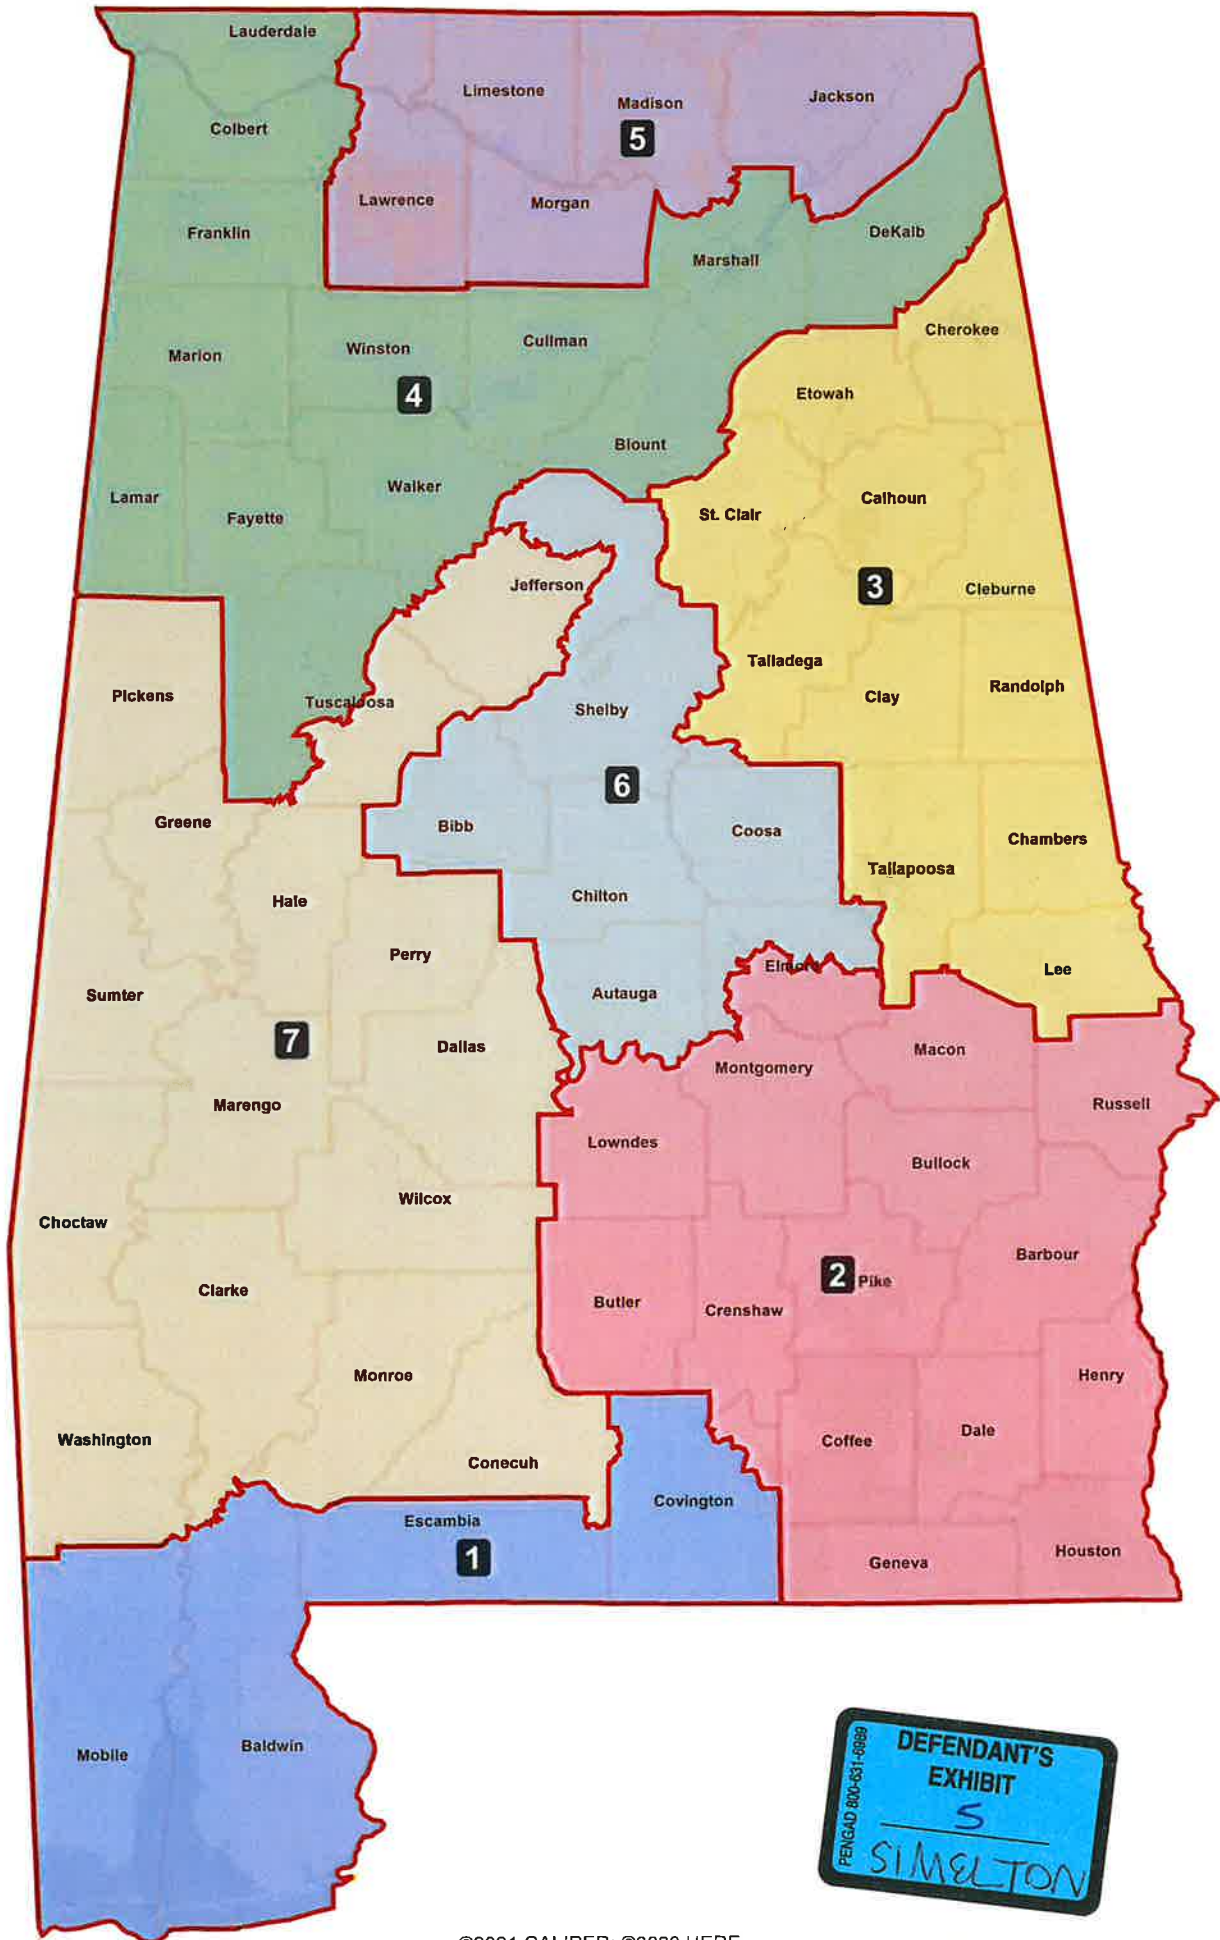 Lauderdale
Limestone
Madison
Jackson
5
Colbert
Lawrence
Morgan
Franklin
DeKalb
Marshall
Cherokee
Marion
Winston
Cullman
4
Etowah
Blount
Lamar
Walker
Fayette
St. Clair
Calhoun
Jefferson
3
Cleburne
Talladega
Pickens
Tuscaloosa
Shelby
Clay
Randolph
6
Greene
Bibb
Coosa
Chambers
Tallapoosa
Hale
Chilton
Perry
Elmore
Lee
Sumter
Autauga
7
Dallas
Macon
Montgomery
Marengo
Russell
Lowndes
Bullock
Wilcox
Choctaw
Barbour
Clarke
2
Pike
Butler
Crenshaw
Monroe
Henry
Washington
Coffee
Dale
Conecuh
Covington
Escambia
1
Geneva
Houston
Mobile
Baldwin
PENGAD 800-631-6989
DEFENDANT'S
EXHIBIT
5
SIMELTON